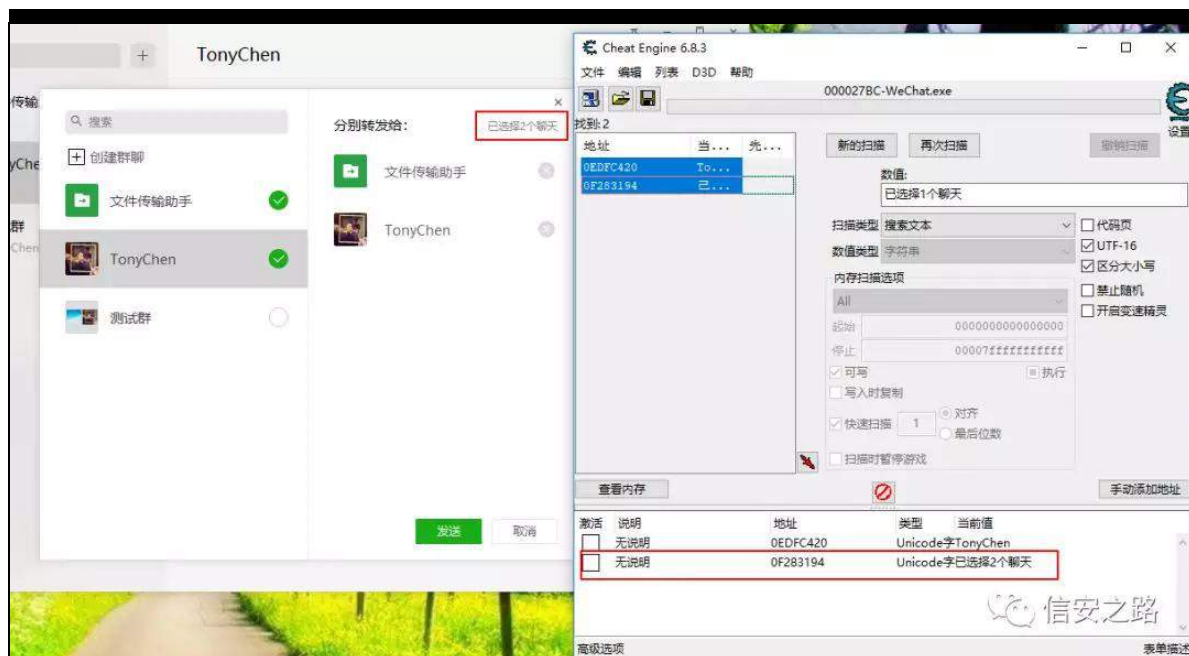 TonyChen
传输
搜索
创建群聊
文件传输助手
TonyChen
测试群
yChe
群
Chen
分别转发给：
已选择2个聊天
文件传输助手
TonyChen
发送
取消
Cheat Engine 6.8.3
文件 编辑 列表 D3D 帮助
000027BC-WeChat.exe
找到:2
设置
地址 当... 先...
0EDFC420 To...
0F283194 已...
新的扫描 再次扫描 撤销扫描
数值:
已选择1个聊天
扫描类型 搜索文本
数值类型 字符串
代码页
UTF-16
区分大小写
禁止随机
开启变速精灵
内存扫描选项
All
起始 0000000000000000
停止 00007fffffffffff
可写 执行
写入时复制
快速扫描 1 对齐
最后位数
扫描时暂停游戏
查看内存
手动添加地址
激活 说明 地址 类型 当前值
无说明 0EDFC420 Unicode字TonyChen
无说明 0F283194 Unicode字已选择2个聊天
信安之路
高级选项
表单描述